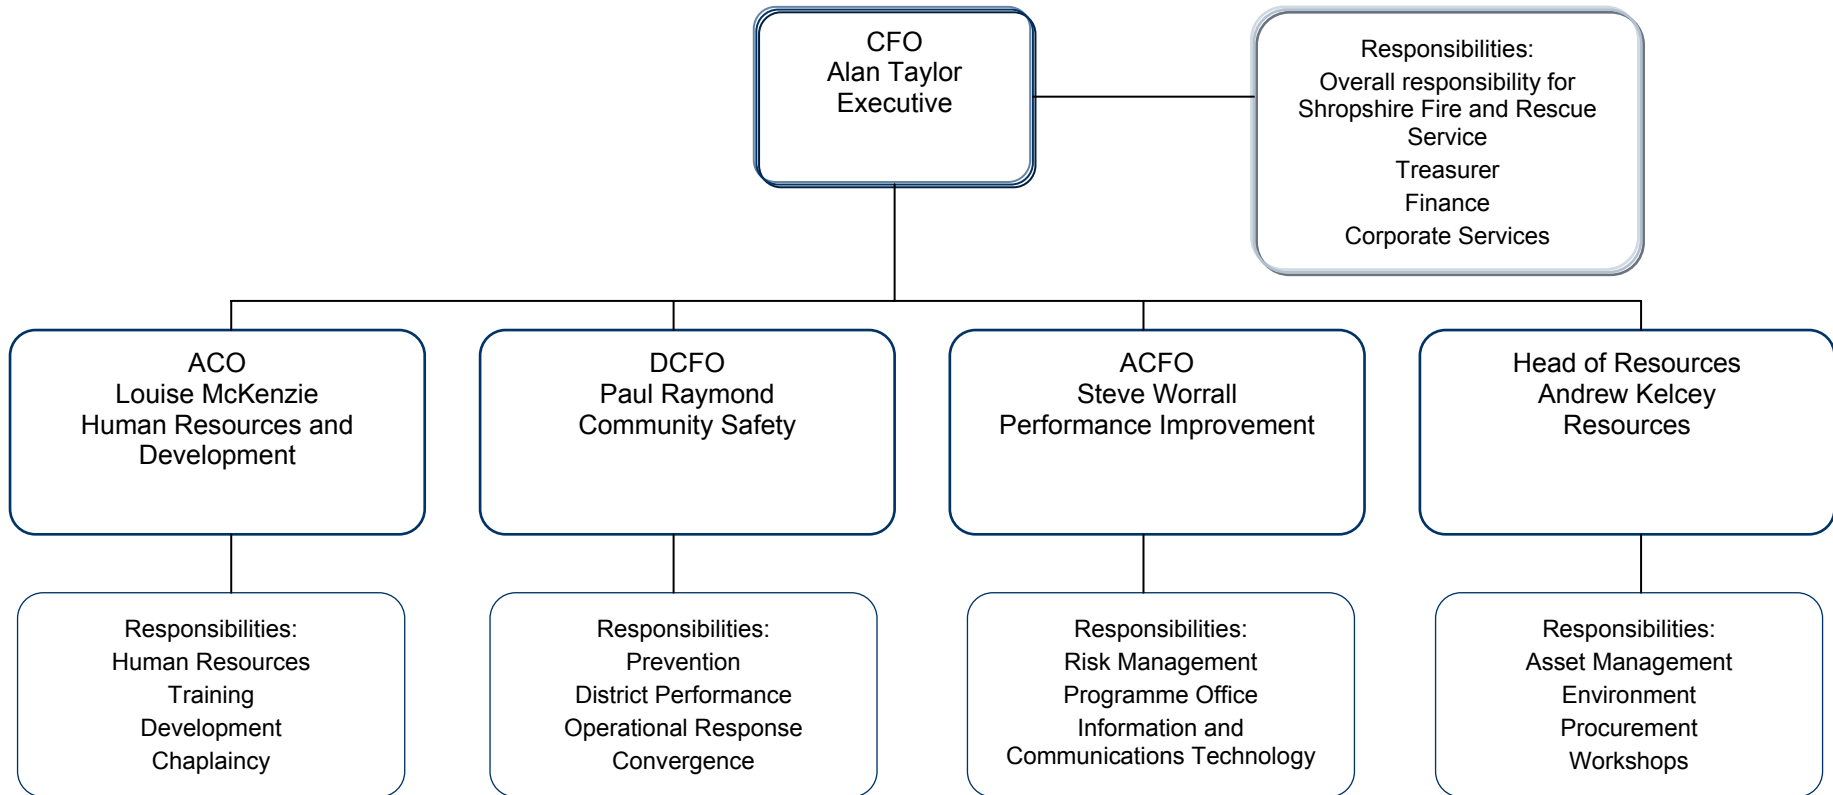 CFO
Alan Taylor
Executive
Responsibilities:
Overall responsibility for
Shropshire Fire and Rescue
Service
Treasurer
Finance
Corporate Services
ACO
Louise McKenzie
Human Resources and
Development
DCFO
Paul Raymond
Community Safety
ACFO
Steve Worrall
Performance Improvement
Head of Resources
Andrew Kelcey
Resources
Responsibilities:
Human Resources
Training
Development
Chaplaincy
Responsibilities:
Prevention
District Performance
Operational Response
Convergence
Responsibilities:
Risk Management
Programme Office
Information and
Communications Technology
Responsibilities:
Asset Management
Environment
Procurement
Workshops